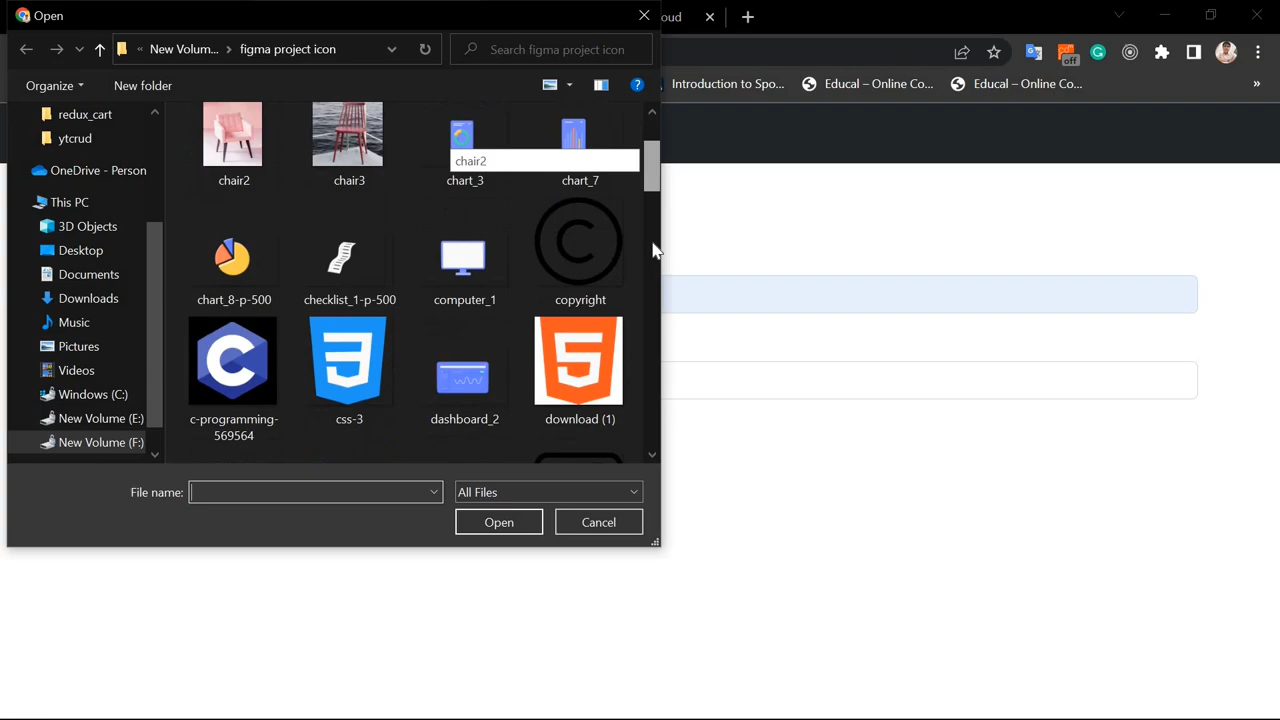 Open
oud
« New Volum... › figma project icon
Search figma project icon
off
Organize
New folder
Introduction to Spo...
Educal – Online Co...
Educal – Online Co...
»
redux_cart
ytcrud
OneDrive - Person
This PC
3D Objects
Desktop
Documents
Downloads
Music
Pictures
Videos
Windows (C:)
New Volume (E:)
New Volume (F:)
chair2
chair2
chair3
chart_3
chart_7
chart_8-p-500
checklist_1-p-500
computer_1
copyright
c-programming-
569564
css-3
dashboard_2
download (1)
File name:
All Files
Open
Cancel